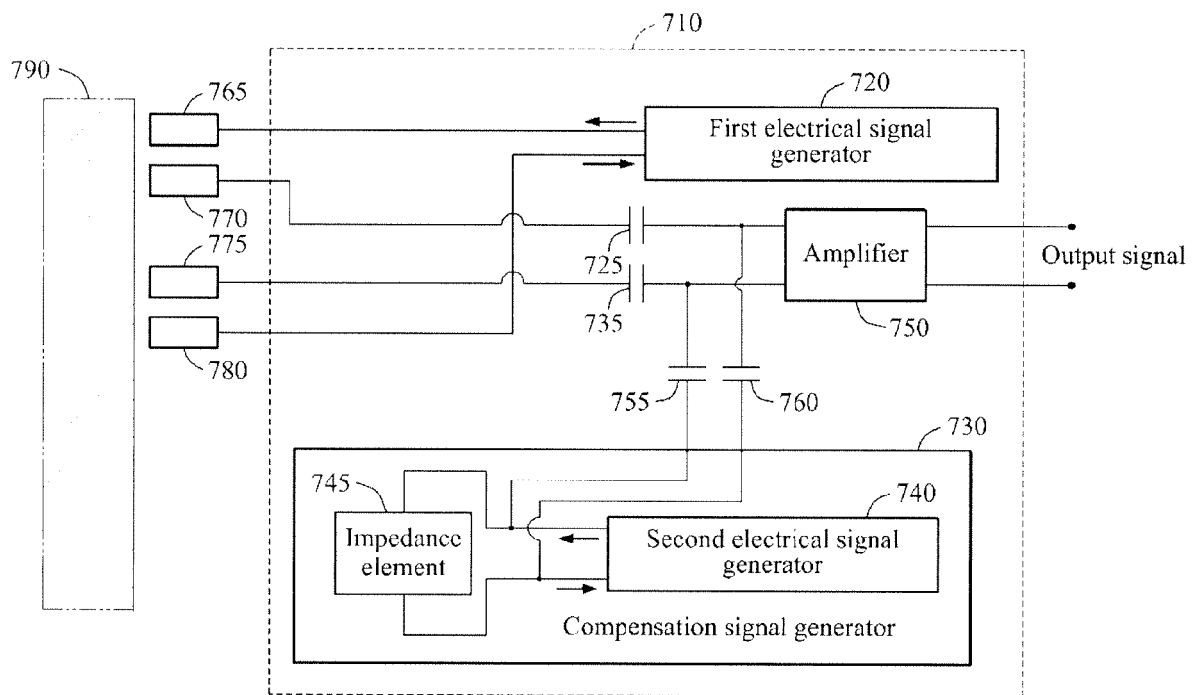 710
790
765
720
First electrical signal
generator
770
775
725
Amplifier
Output signal
735
750
780
755
760
730
745
740
Impedance
element
Second electrical signal
generator
Compensation signal generator